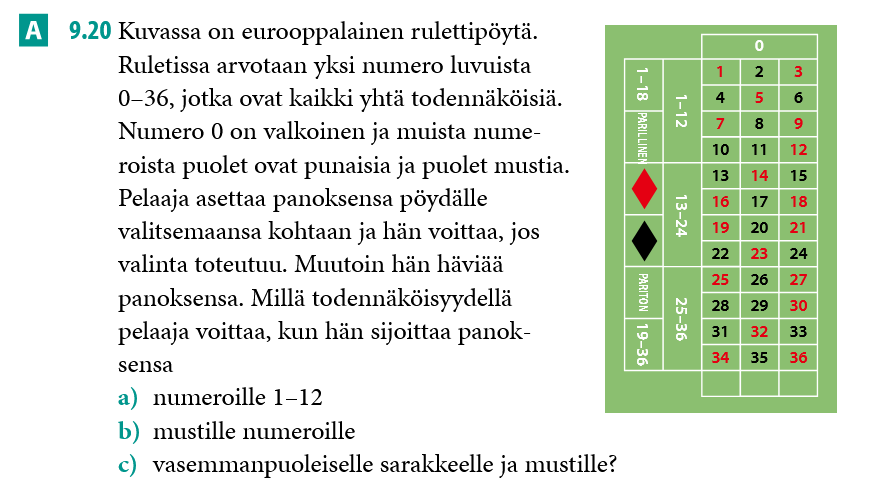 A 9.20 Kuvassa on eurooppalainen rulettipöytä.
Ruletissa arvotaan yksi numero luvuista
0–36, jotka ovat kaikki yhtä todennäköisiä.
Numero 0 on valkoinen ja muista nume-
roista puolet ovat punaisia ja puolet mustia.
Pelaaja asettaa panoksensa pöydälle
valitsemaansa kohtaan ja hän voittaa, jos
valinta toteutuu. Muutoin hän häviää
panoksensa. Millä todennäköisyydellä
pelaaja voittaa, kun hän sijoittaa panok-
sensa
a) numeroille 1–12
b) mustille numeroille
c) vasemmanpuoleiselle sarakkeelle ja mustille?
0
1–18
PARILLINEN
PARITON
19–36
1–12
13–24
25–36
1 2 3
4 5 6
7 8 9
10 11 12
13 14 15
16 17 18
19 20 21
22 23 24
25 26 27
28 29 30
31 32 33
34 35 36